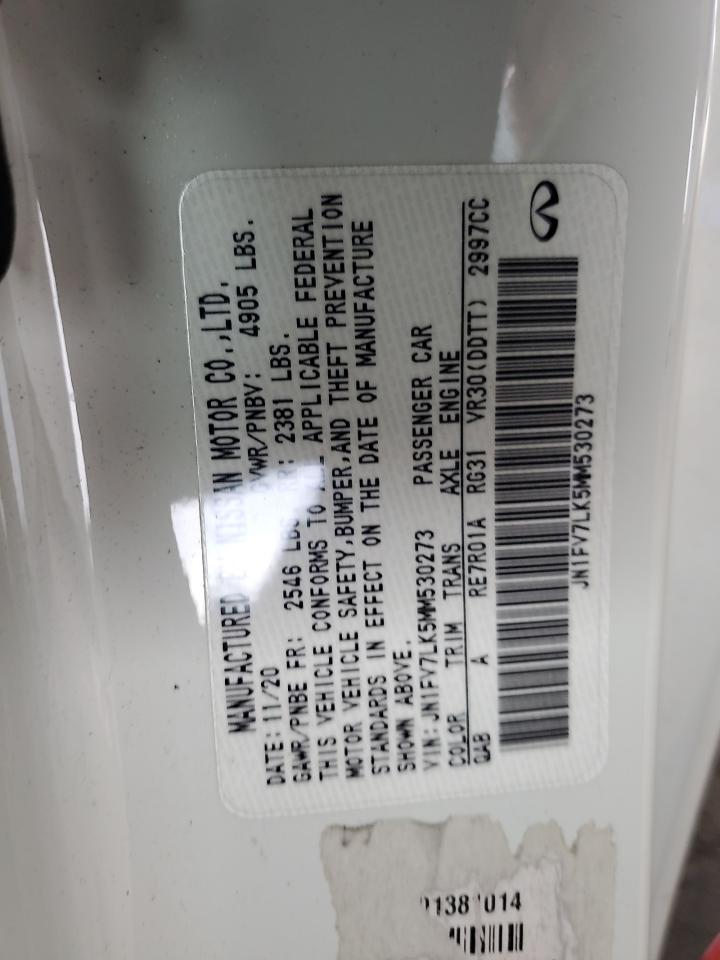 MANUFACTURED BY NISSAN MOTOR CO.,LTD.
DATE: 11/20 GVWR/PNBV: 4905 LBS.
GAWR/PNBE FR: 2546 LBS RR: 2381 LBS.
THIS VEHICLE CONFORMS TO ALL APPLICABLE FEDERAL
MOTOR VEHICLE SAFETY,BUMPER,AND THEFT PREVENTION
STANDARDS IN EFFECT ON THE DATE OF MANUFACTURE
SHOWN ABOVE.
VIN: JN1FV7LK5MM530273 PASSENGER CAR
COLOR TRIM TRANS AXLE ENGINE
QAB A RE7R01A RG31 VR30(DDTT) 2997CC
JN1FV7LK5MM530273